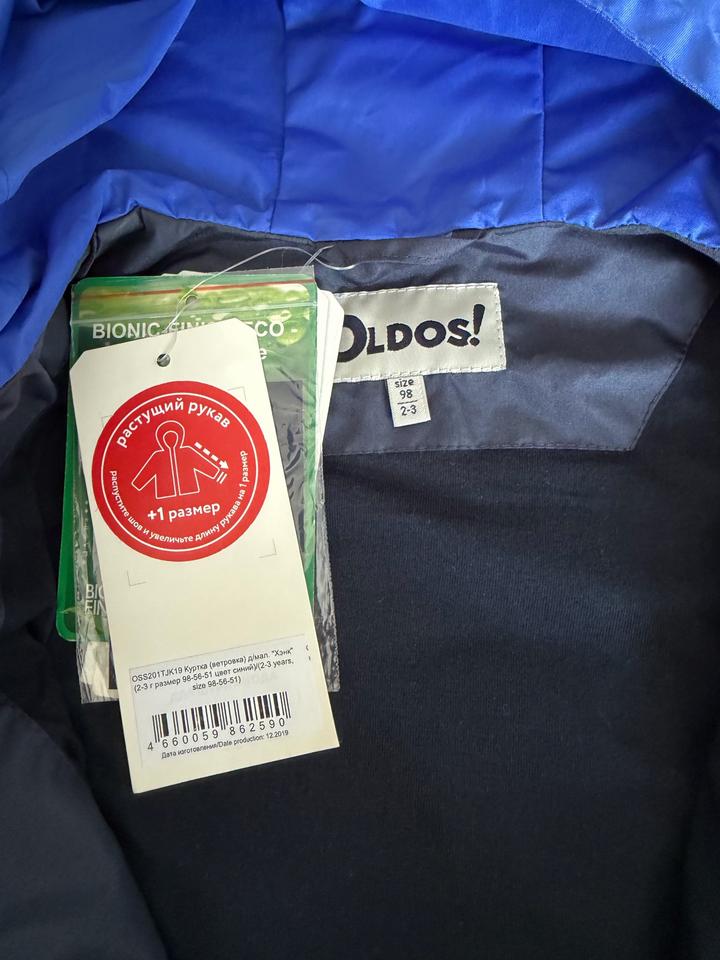 BIONIC-FINISH ECO
OLDOS!
size
98
2-3
растущий рукав
+1 размер
распустите шов и увеличьте длину рукава на 1 размер
OSS201TJK19 Куртка (ветровка) д/мал. "Хэнк"
(2-3 г размер 98-56-51 цвет синий)/(2-3 years,
size 98-56-51)
4 660059 862590
Дата изготовления/Date production: 12.2019